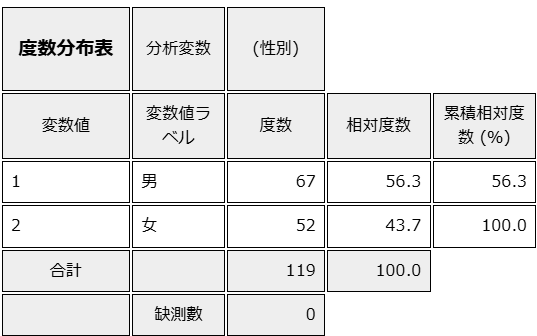 度数分布表 分析変数 (性別)
変数値 変数値ラベル 度数 相対度数 累積相対度数 (%)
1 男 67 56.3 56.3
2 女 52 43.7 100.0
合計 119 100.0
缺測數 0